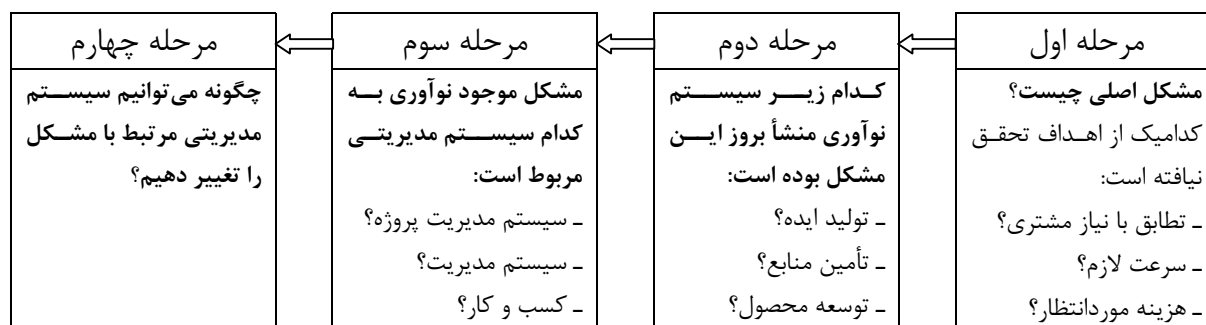 مرحله اول
مشکل اصلی چیست؟
کدامیک از اهداف تحقق
نیافته است:
ـ تطابق با نیاز مشتری؟
ـ سرعت لازم؟
ـ هزینه موردانتظار؟
مرحله دوم
کدام زیر سیستم
نوآوری منشأ بروز این
مشکل بوده است:
ـ تولید ایده؟
ـ تأمین منابع؟
ـ توسعه محصول؟
مرحله سوم
مشکل موجود نوآوری به
کدام سیستم مدیریتی
مربوط است:
ـ سیستم مدیریت پروژه؟
ـ سیستم مدیریت؟
ـ کسب و کار؟
مرحله چهارم
چگونه می‌توانیم سیستم
مدیریتی مرتبط با مشکل
را تغییر دهیم؟